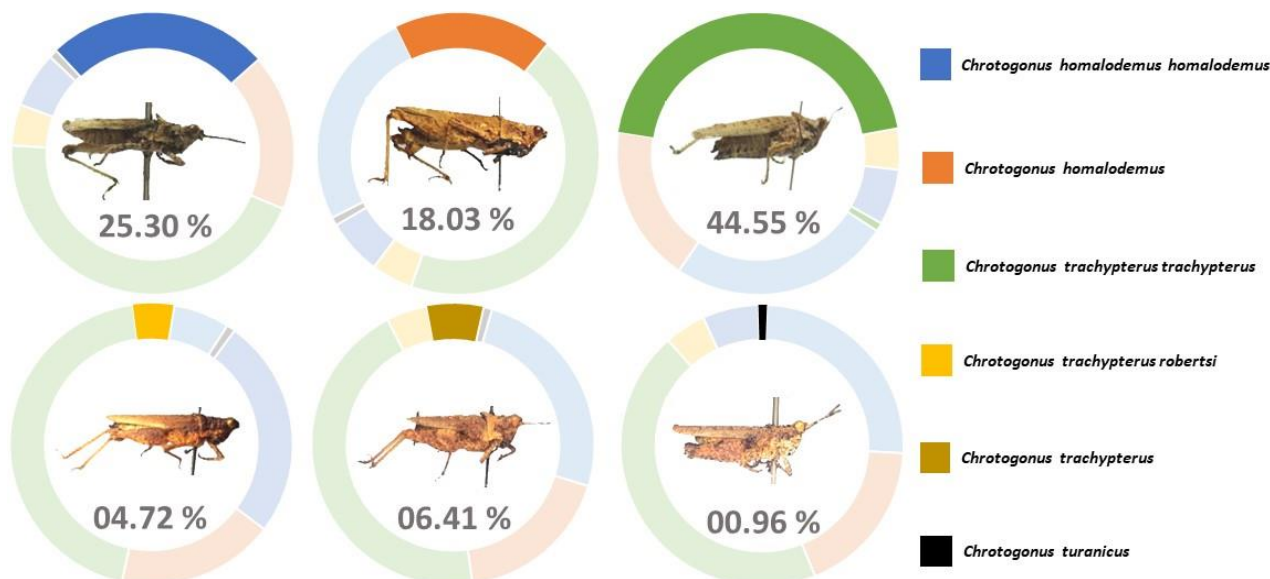 25.30 %
18.03 %
44.55 %
04.72 %
06.41 %
00.96 %
Chrotogonus homalodemus homalodemus
Chrotogonus homalodemus
Chrotogonus trachypterus trachypterus
Chrotogonus trachypterus robertsi
Chrotogonus trachypterus
Chrotogonus turanicus